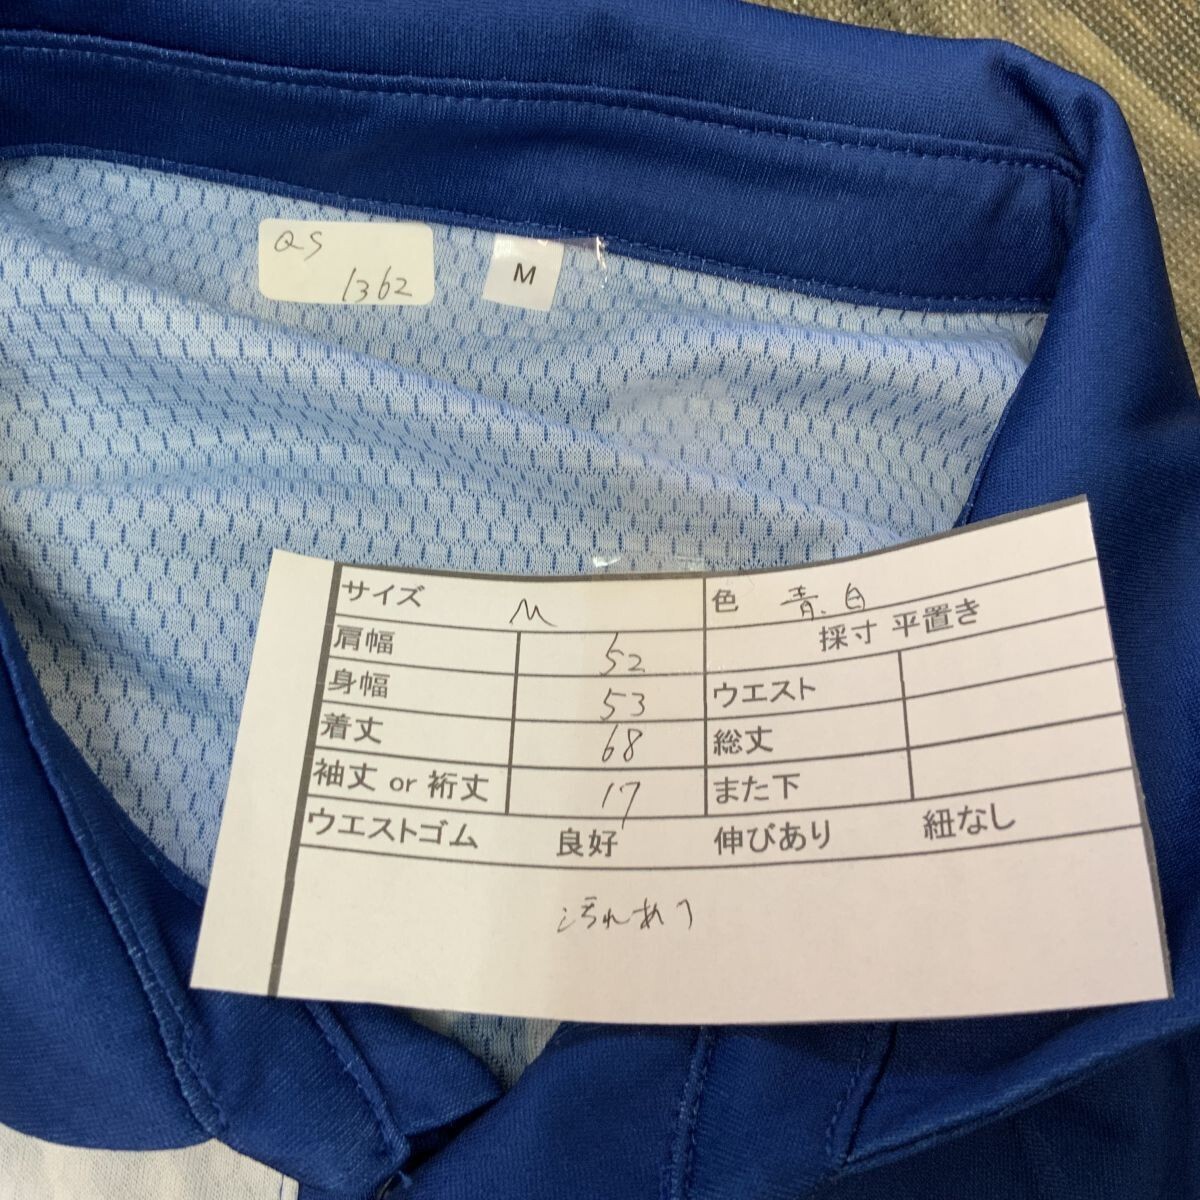 QS
1362
M
サイズ M 色 青、白
肩幅 52 採寸 平置き
身幅 53 ウエスト
着丈 68 総丈
袖丈 or 裄丈 17 また下
ウエストゴム 良好 伸びあり 紐なし
汚れあり